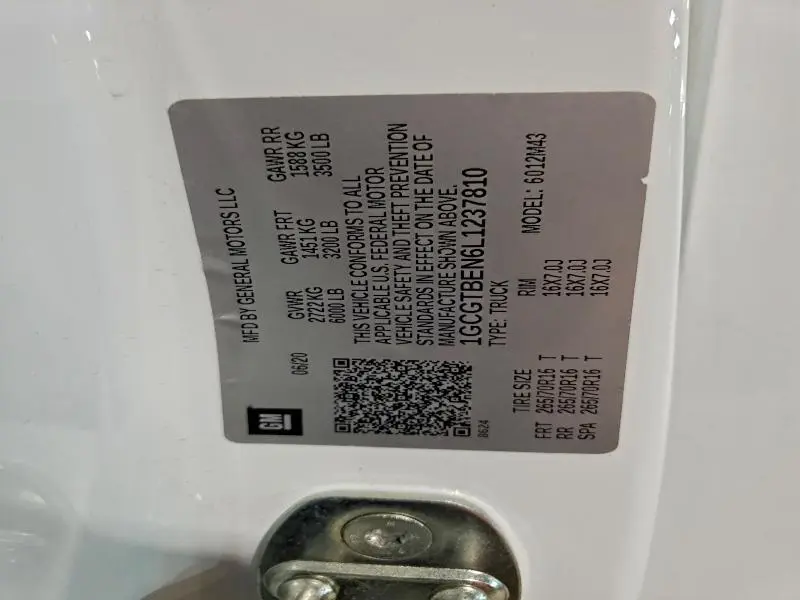 GM
06/20
MFD BY GENERAL MOTORS LLC
GVWR GAWR FRT GAWR RR
2722 KG 1451 KG 1588 KG
6000 LB 3200 LB 3500 LB
THIS VEHICLE CONFORMS TO ALL
APPLICABLE U.S. FEDERAL MOTOR
VEHICLE SAFETY AND THEFT PREVENTION
STANDARDS IN EFFECT ON THE DATE OF
MANUFACTURE SHOWN ABOVE.
1GCGTBEN6L1237810
8624
TYPE: TRUCK MODEL: 6012M43
TIRE SIZE RIM
FRT 265/70R16 T 16X7.0J
RR 265/70R16 T 16X7.0J
SPA 265/70R16 T 16X7.0J